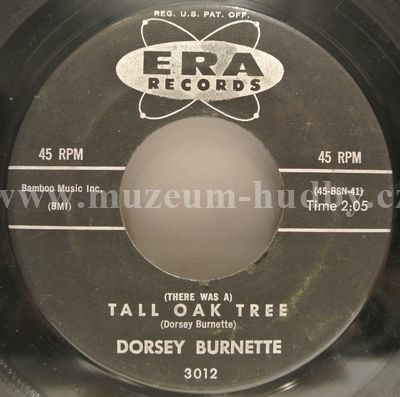 REG. U.S. PAT. OFF.
ERA
RECORDS
45 RPM
45 RPM
Bamboo Music Inc.
(BMI)
(45-BSN-41)
Time 2:05
www.muzeum-hudby.cz
(THERE WAS A)
TALL OAK TREE
(Dorsey Burnette)
DORSEY BURNETTE
3012